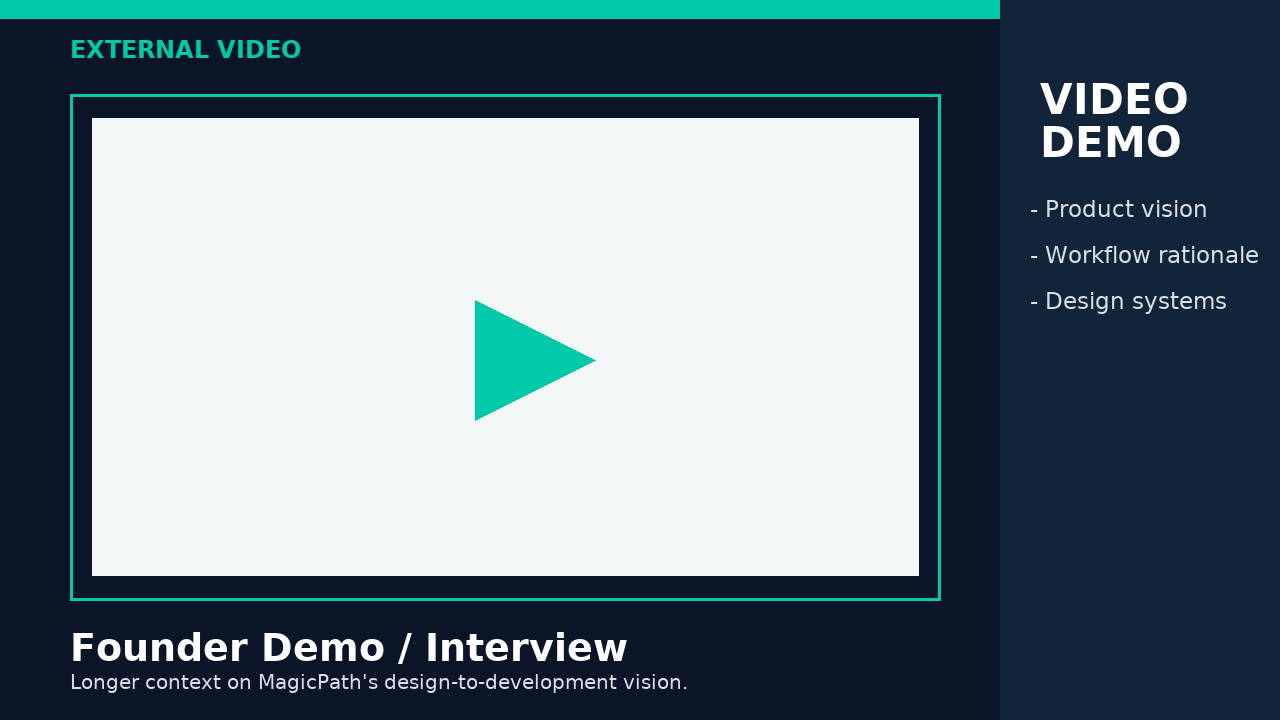 EXTERNAL VIDEO
Founder Demo / Interview
Longer context on MagicPath's design-to-development vision.
VIDEO
DEMO
- Product vision
- Workflow rationale
- Design systems